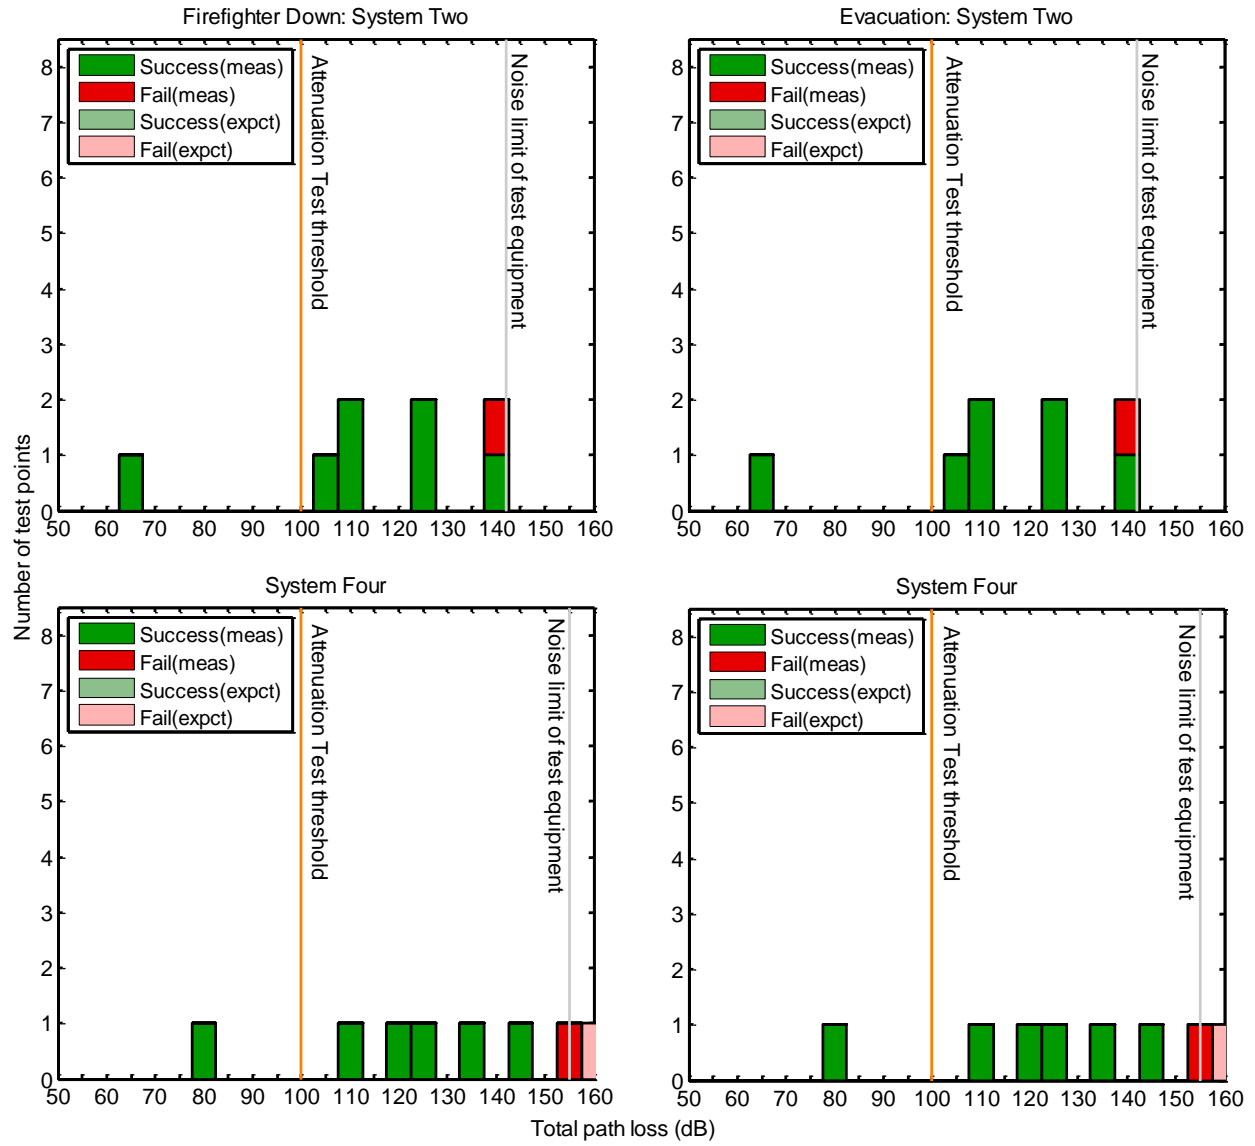 Firefighter Down: System Two
8
7
6
5
4
3
2
1
0
Success(meas)
Fail(meas)
Success(expct)
Fail(expct)
Attenuation Test threshold
Noise limit of test equipment
50 60 70 80 90 100 110 120 130 140 150 160
Evacuation: System Two
8
7
6
5
4
3
2
1
0
Success(meas)
Fail(meas)
Success(expct)
Fail(expct)
Attenuation Test threshold
Noise limit of test equipment
50 60 70 80 90 100 110 120 130 140 150 160
Number of test points
System Four
8
7
6
5
4
3
2
1
0
Success(meas)
Fail(meas)
Success(expct)
Fail(expct)
Attenuation Test threshold
Noise limit of test equipment
50 60 70 80 90 100 110 120 130 140 150 160
System Four
8
7
6
5
4
3
2
1
0
Success(meas)
Fail(meas)
Success(expct)
Fail(expct)
Attenuation Test threshold
Noise limit of test equipment
50 60 70 80 90 100 110 120 130 140 150 160
Total path loss (dB)